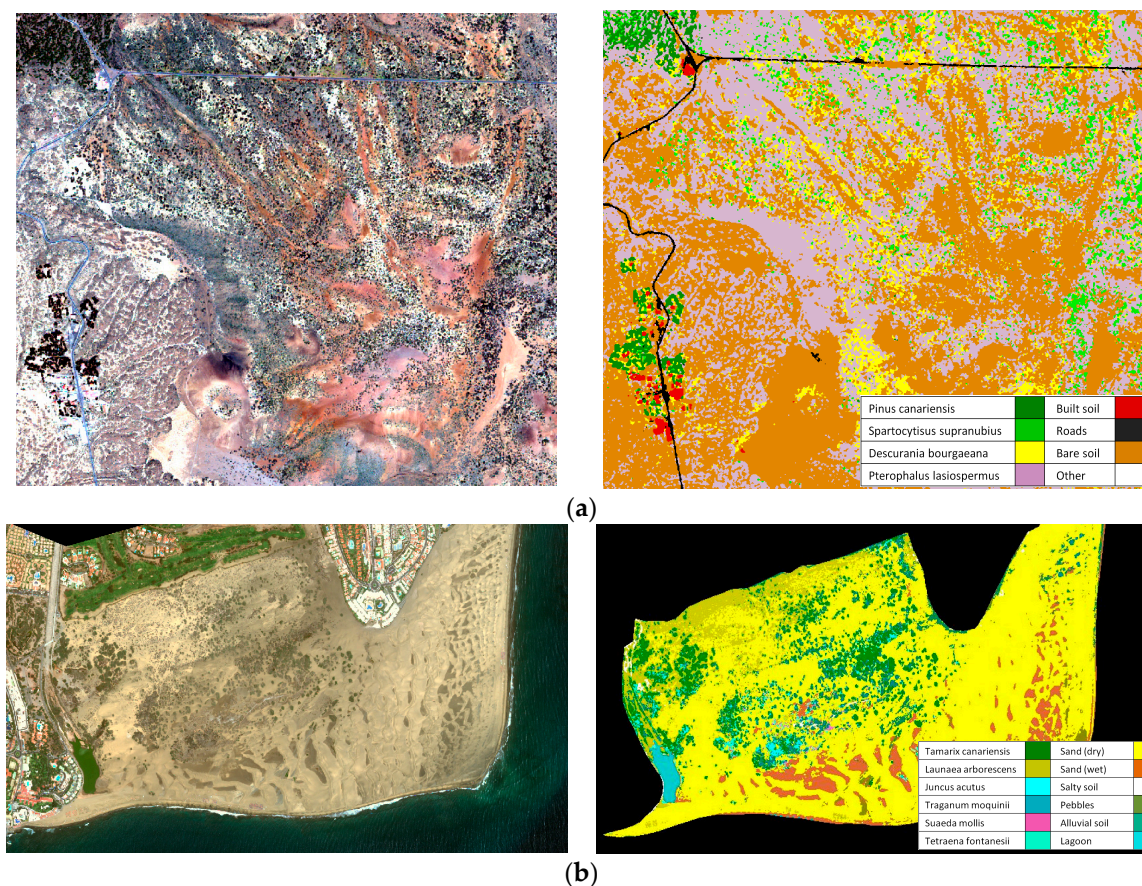 Pinus canariensis Built soil
Spartocytisus supranubius Roads
Descurania bourgaeana Bare soil
Pterophalus lasiospermus Other
(a)
Tamarix canariensis Sand (dry)
Launaea arborescens Sand (wet)
Juncus acutus Salty soil
Traganum moquinii Pebbles
Suaeda mollis Alluvial soil
Tetraena fontanesii Lagoon
(b)